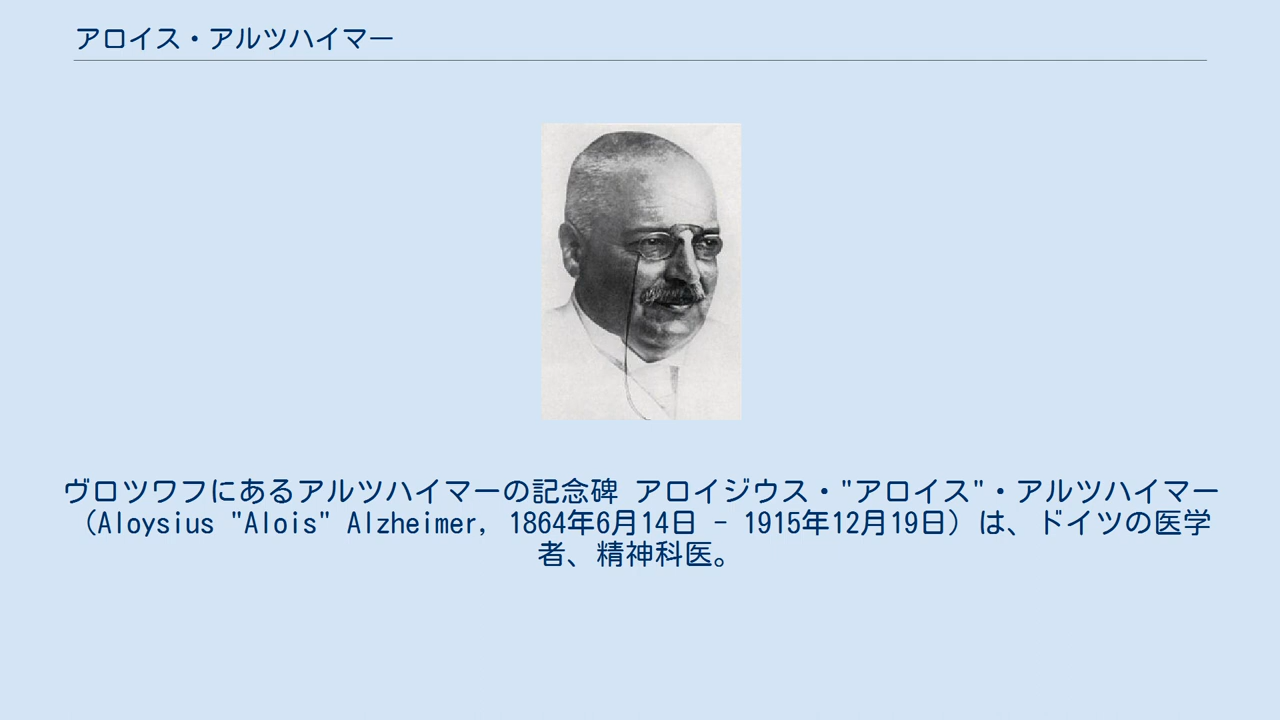 アロイス・アルツハイマー
ヴロツワフにあるアルツハイマーの記念碑 アロイジウス・"アロイス"・アルツハイマー
（Aloysius "Alois" Alzheimer, 1864年6月14日 - 1915年12月19日）は、ドイツの医学
者、精神科医。